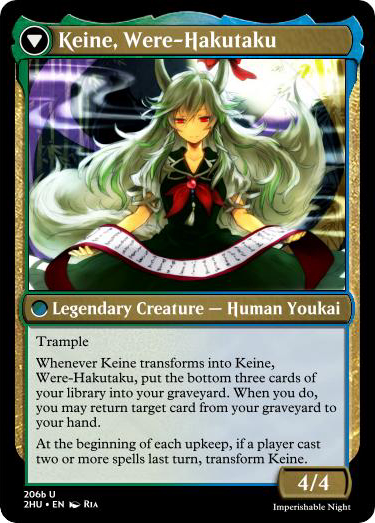 Keine, Were-Hakutaku
Legendary Creature — Human Youkai
Trample
Whenever Keine transforms into Keine,
Were-Hakutaku, put the bottom three cards of
your library into your graveyard. When you do,
you may return target card from your graveyard to
your hand.
At the beginning of each upkeep, if a player cast
two or more spells last turn, transform Keine.
4/4
206b U
2HU • EN Ria
Imperishable Night